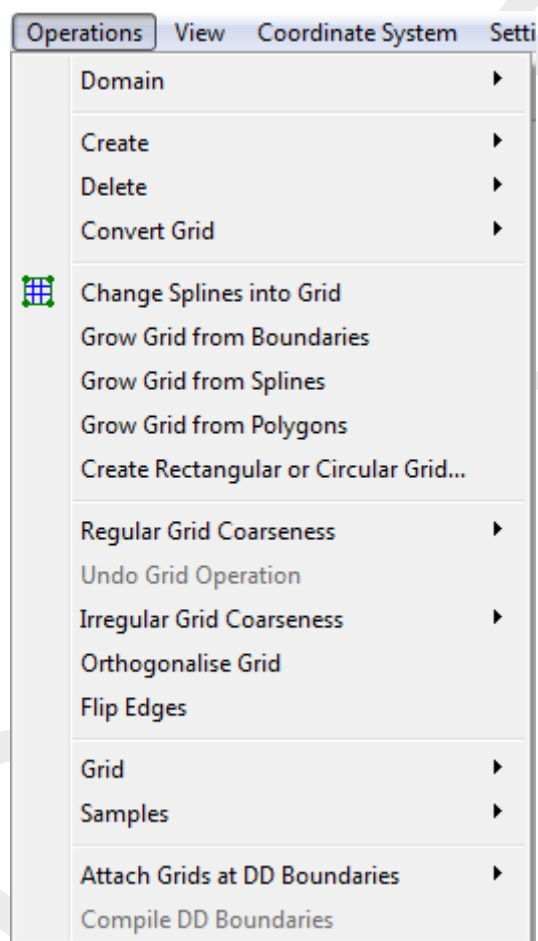 Operations View Coordinate System Setti
Domain
Create
Delete
Convert Grid
Change Splines into Grid
Grow Grid from Boundaries
Grow Grid from Splines
Grow Grid from Polygons
Create Rectangular or Circular Grid...
Regular Grid Coarseness
Undo Grid Operation
Irregular Grid Coarseness
Orthogonalise Grid
Flip Edges
Grid
Samples
Attach Grids at DD Boundaries
Compile DD Boundaries